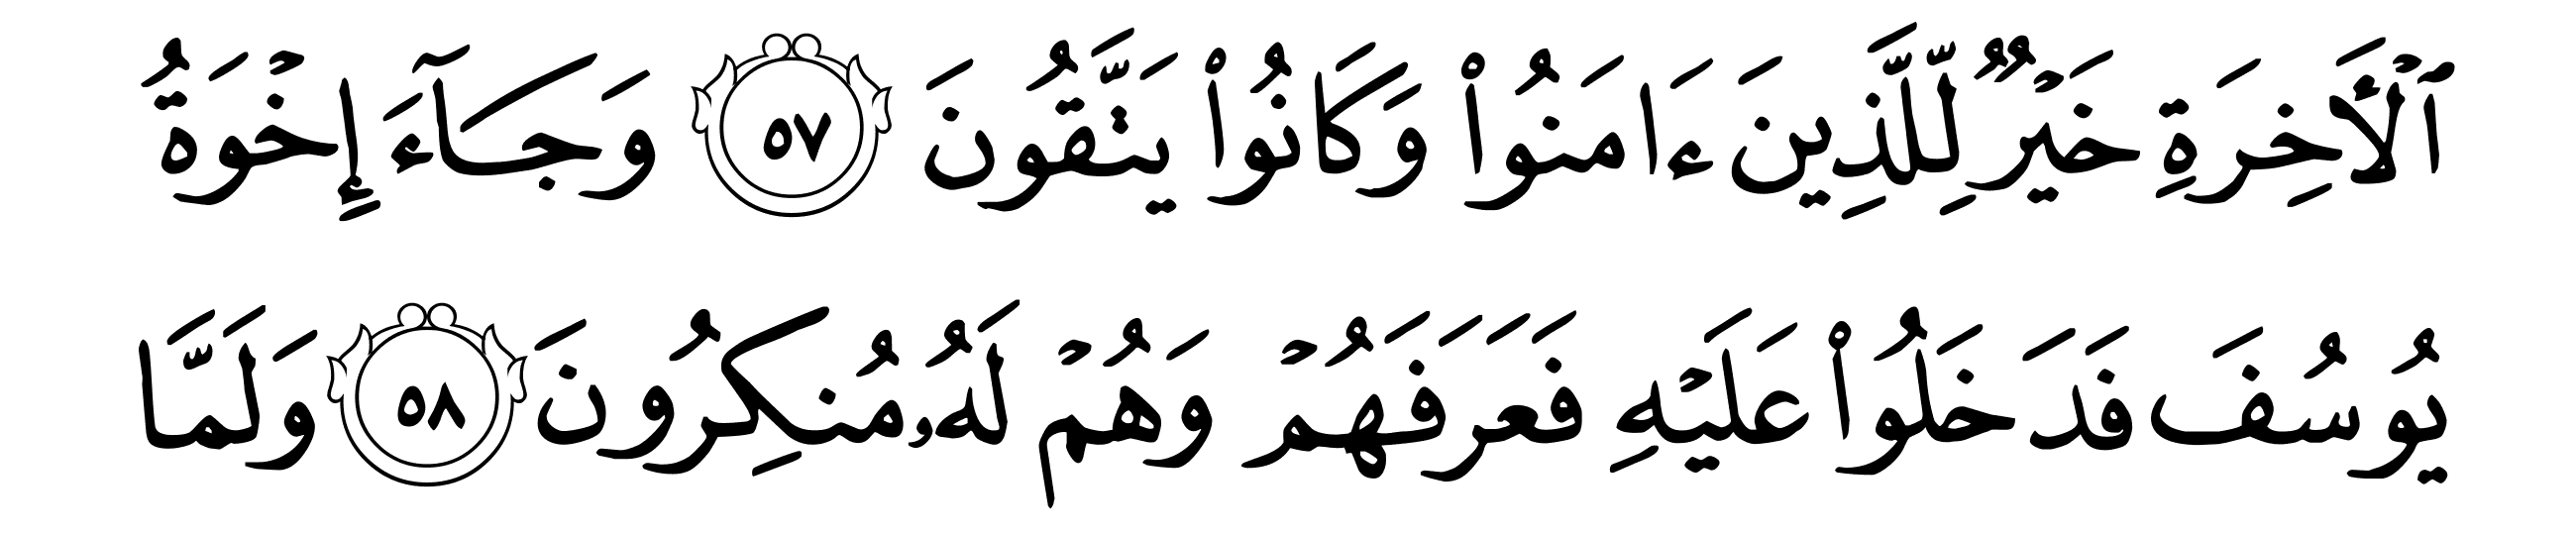 ٱلۡـَٔاخِرَةِ خَيۡرٞ لِّلَّذِينَ ءَامَنُواْ وَكَانُواْ يَتَّقُونَ ٥٧ وَجَآءَ إِخۡوَةُ
يُوسُفَ فَدَخَلُواْ عَلَيۡهِ فَعَرَفَهُمۡ وَهُمۡ لَهُۥ مُنكِرُونَ ٥٨ وَلَمَّا